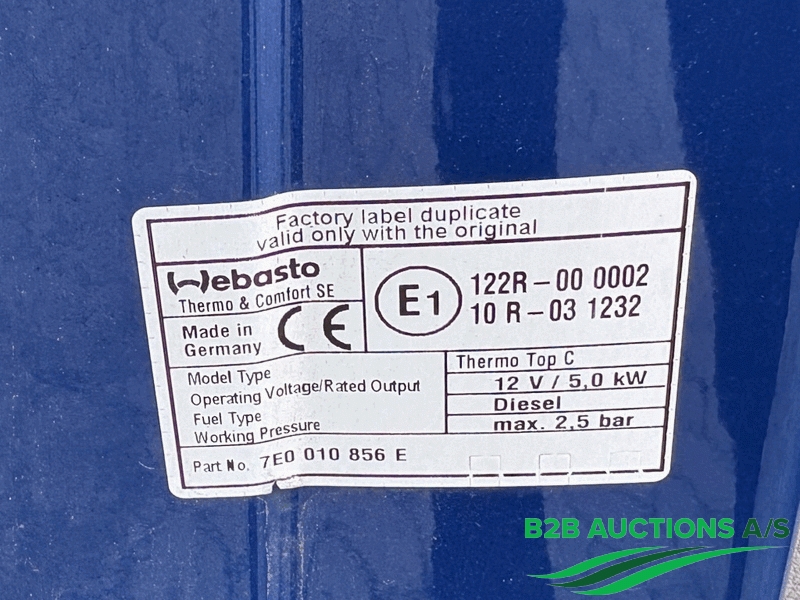 Factory label duplicate
valid only with the original
Webasto
Thermo & Comfort SE
Made in
Germany
CE
E1
122R-00 0002
10 R-03 1232
Model Type
Thermo Top C
Operating Voltage/Rated Output
12 V / 5,0 kW
Fuel Type
Diesel
Working Pressure
max. 2,5 bar
Part No. 7E0 010 856 E
B2B AUCTIONS A/S